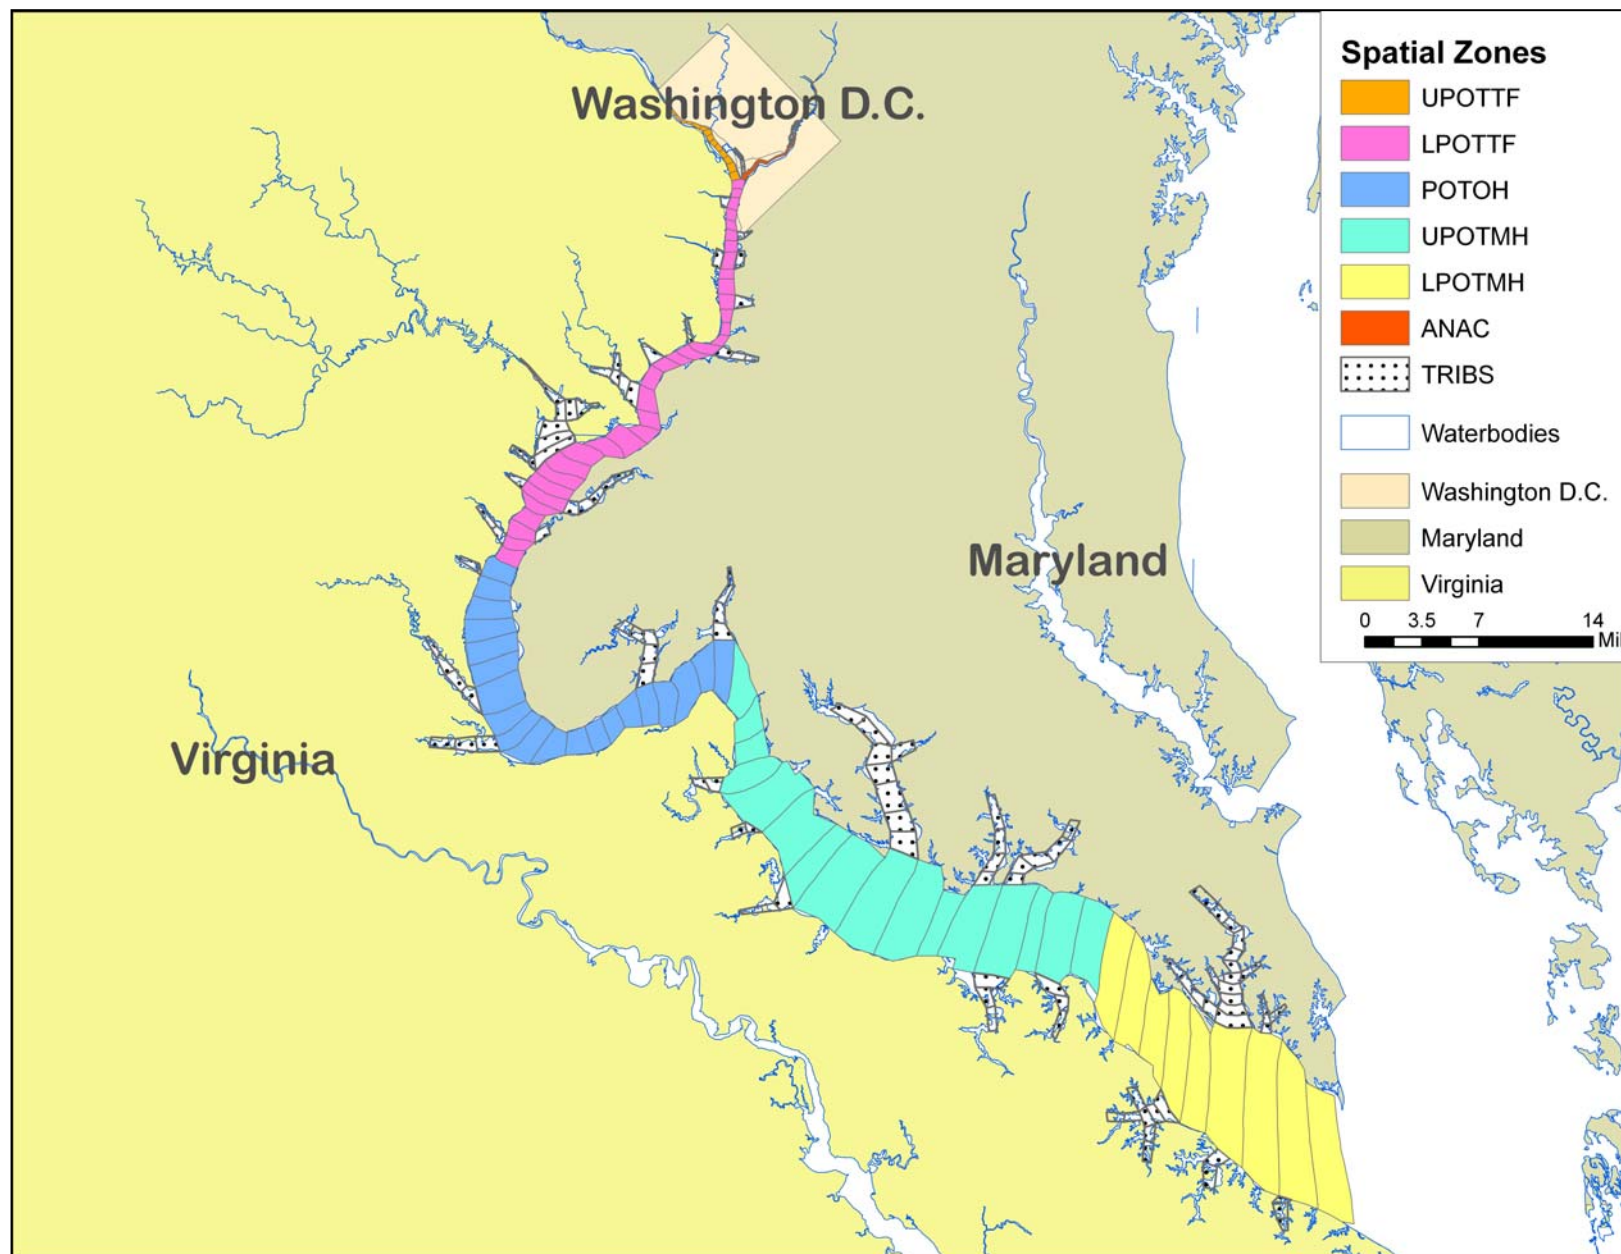 Washington D.C.
Maryland
Virginia
Spatial Zones
UPOTTF
LPOTTF
POTOH
UPOTMH
LPOTMH
ANAC
TRIBS
Waterbodies
Washington D.C.
Maryland
Virginia
0 3.5 7 14
Mil